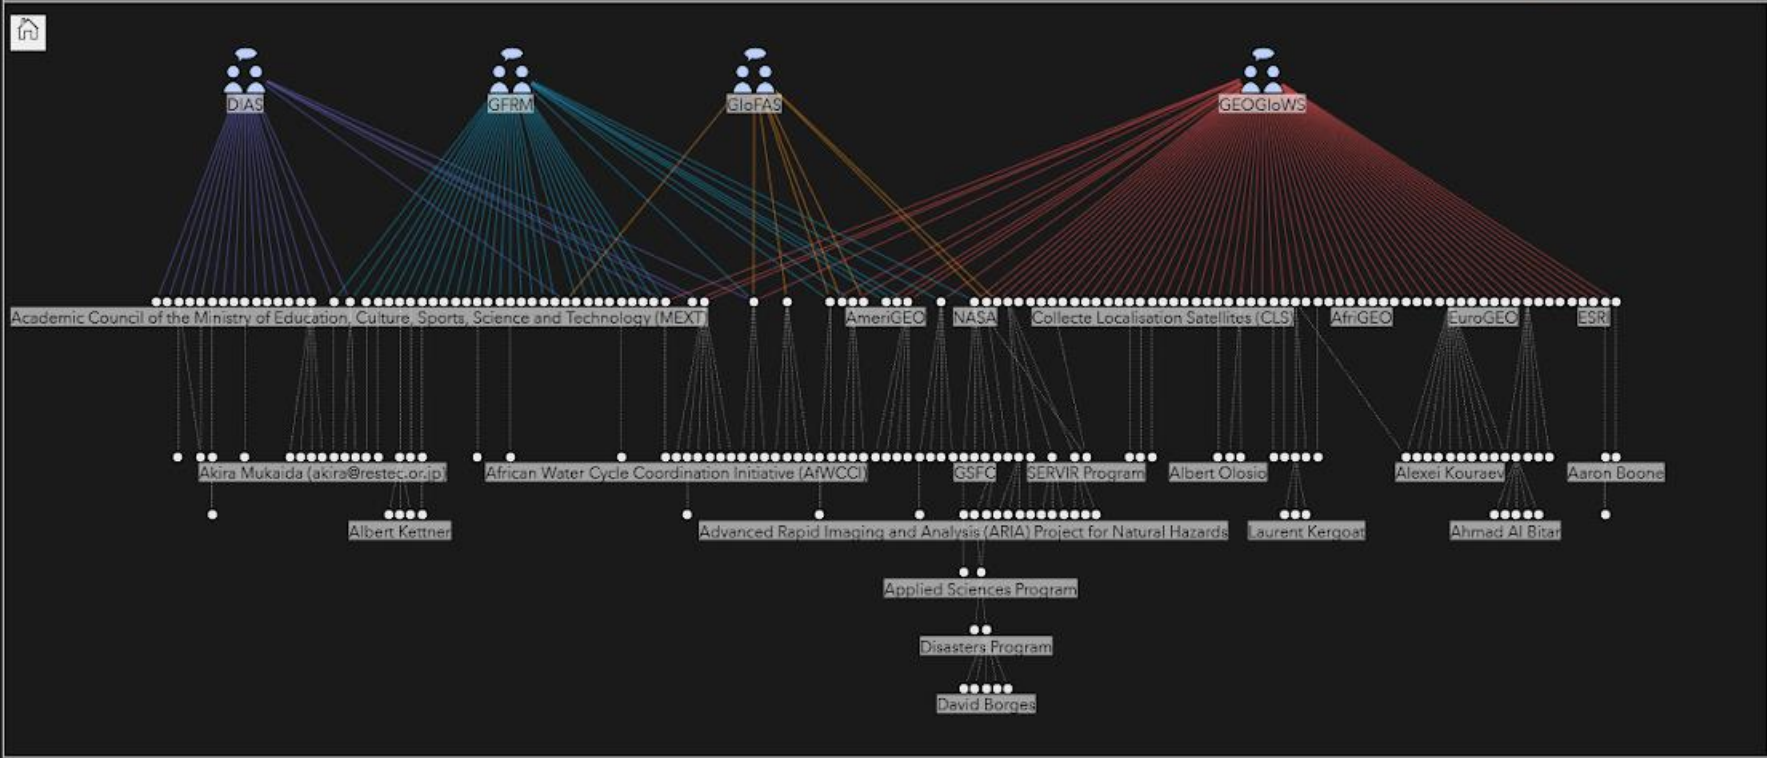 DIAS
GFRM
GloFAS
GEOGloWS
Academic Council of the Ministry of Education, Culture, Sports, Science and Technology (MEXT)
AmeriGEO
NASA
Collecte Localisation Satellites (CLS)
AfriGEO
EuroGEO
ESRI
Akira Mukaida (akira@restec.or.jp)
African Water Cycle Coordination Initiative (AfWCCI)
GSFC
SERVIR Program
Albert Olosio
Alexei Kouraev
Aaron Boone
Albert Kettner
Advanced Rapid Imaging and Analysis (ARIA) Project for Natural Hazards
Laurent Kergoat
Ahmad Al Bitar
Applied Sciences Program
Disasters Program
David Borges